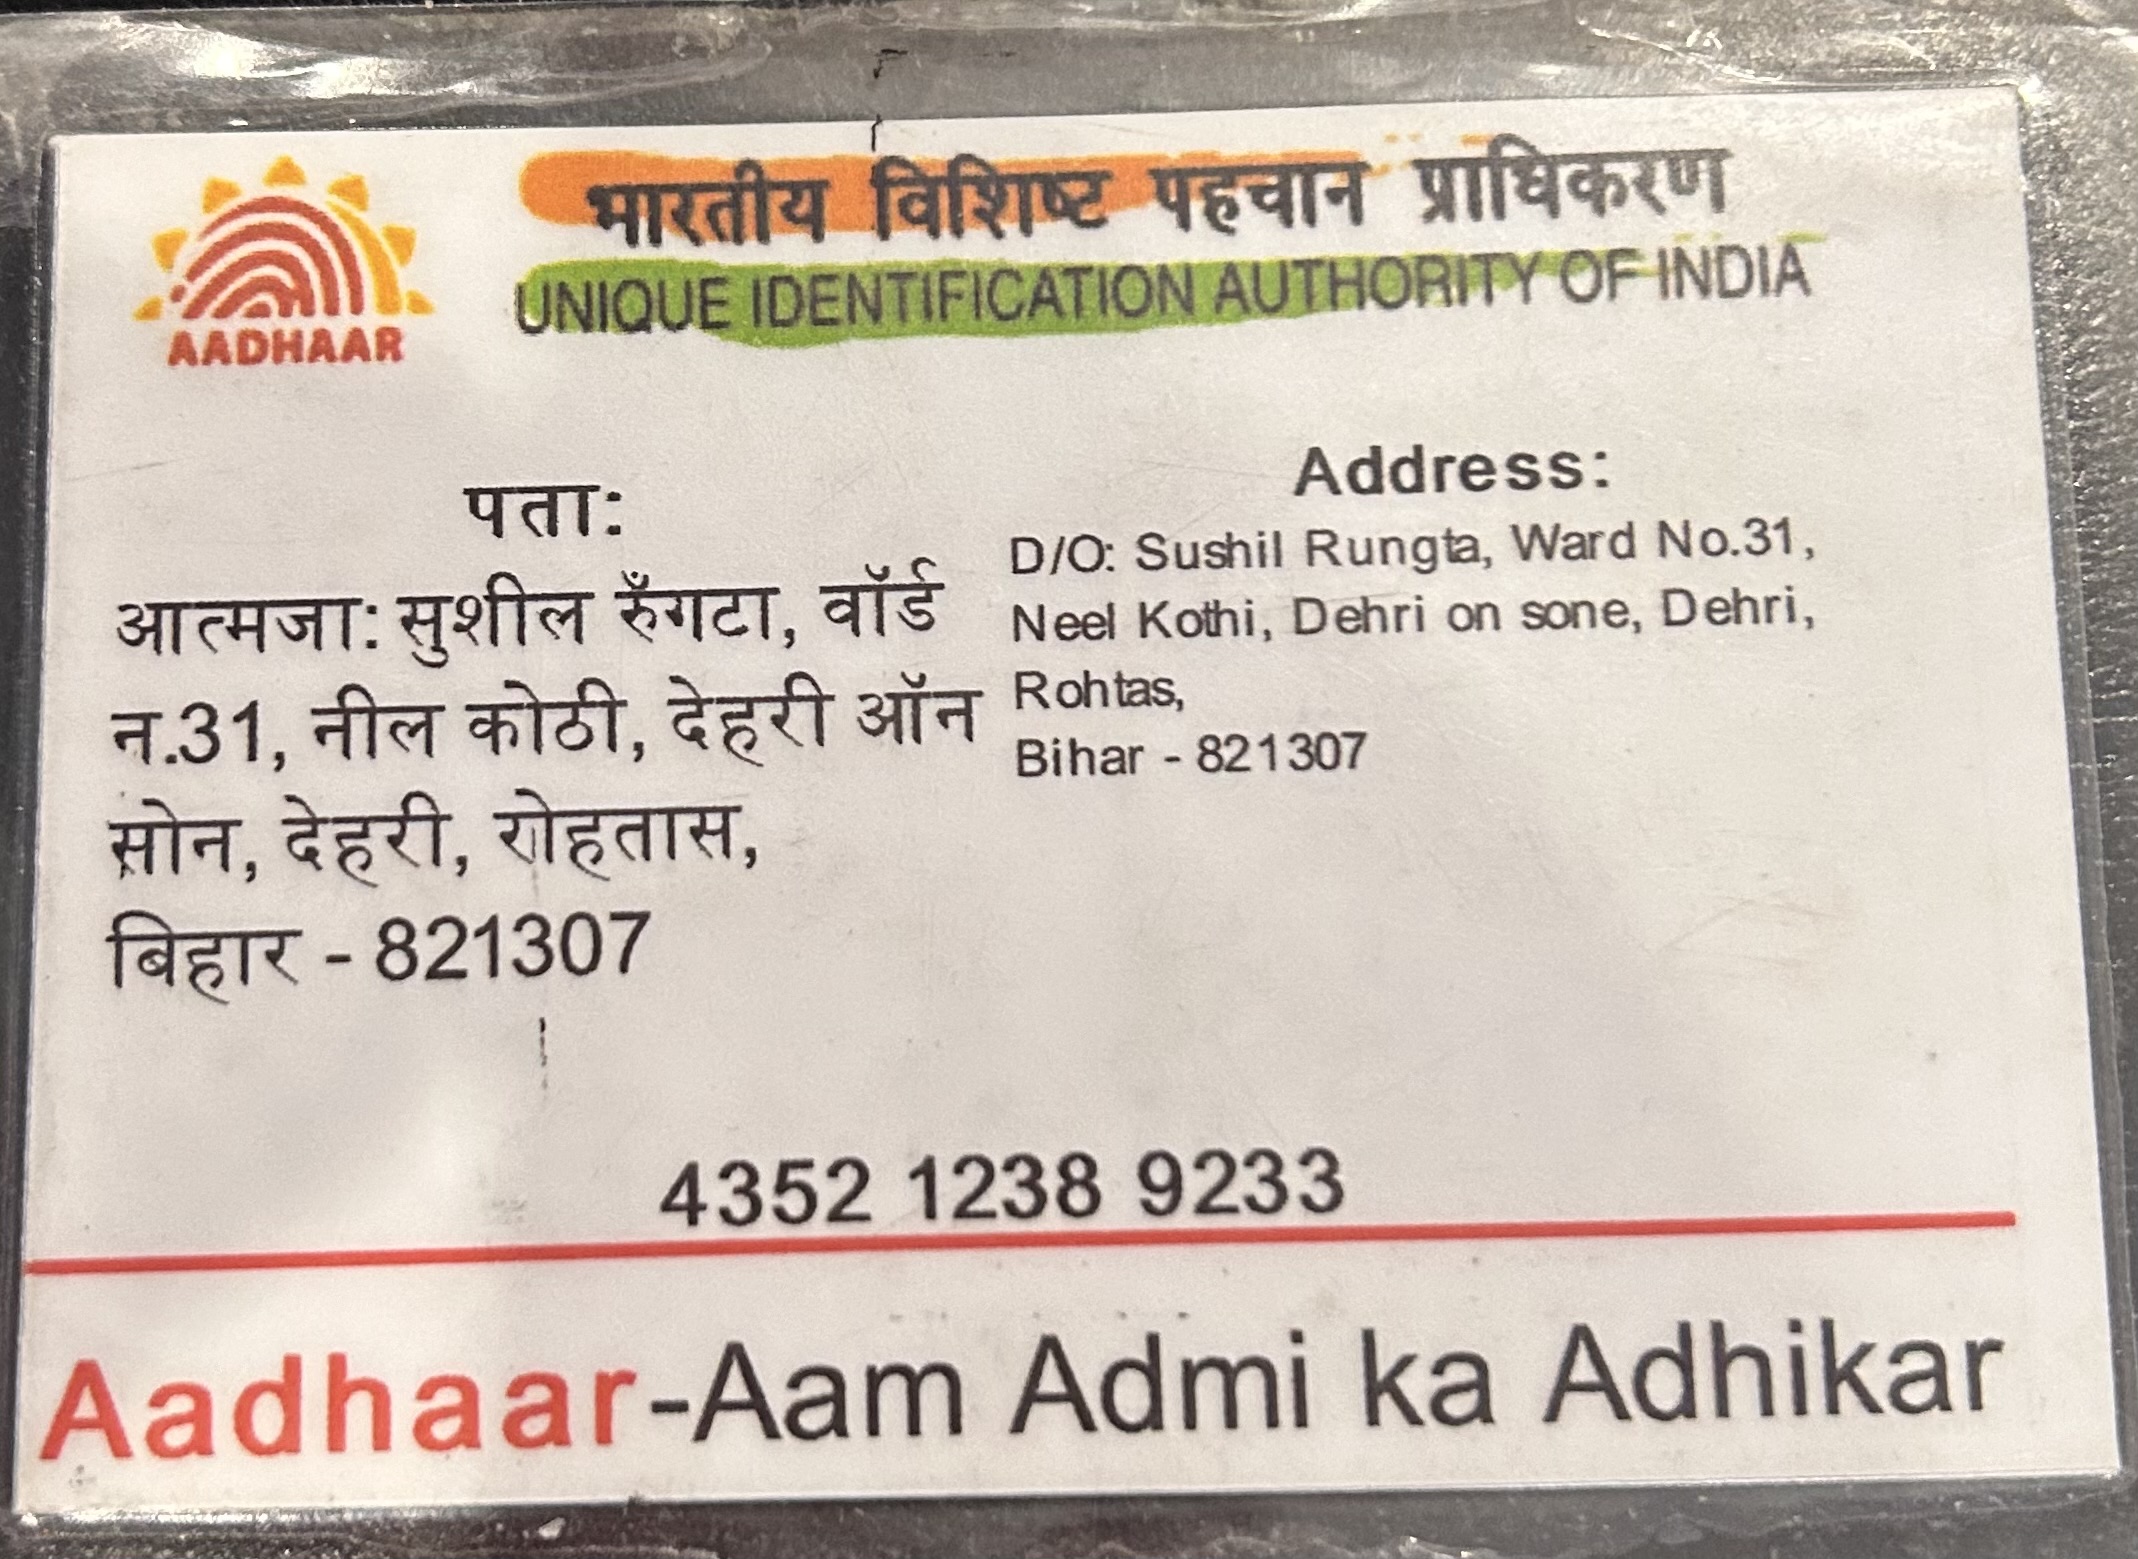 भारतीय विशिष्ट पहचान प्राधिकरण
UNIQUE IDENTIFICATION AUTHORITY OF INDIA
AADHAAR
पता:
आत्मजा: सुशील रुँगटा, वॉर्ड
न.31, नील कोठी, देहरी ऑन
सोन, देहरी, रोहतास,
बिहार - 821307
Address:
D/O: Sushil Rungta, Ward No.31,
Neel Kothi, Dehri on sone, Dehri,
Rohtas,
Bihar - 821307
4352 1238 9233
Aadhaar-Aam Admi ka Adhikar